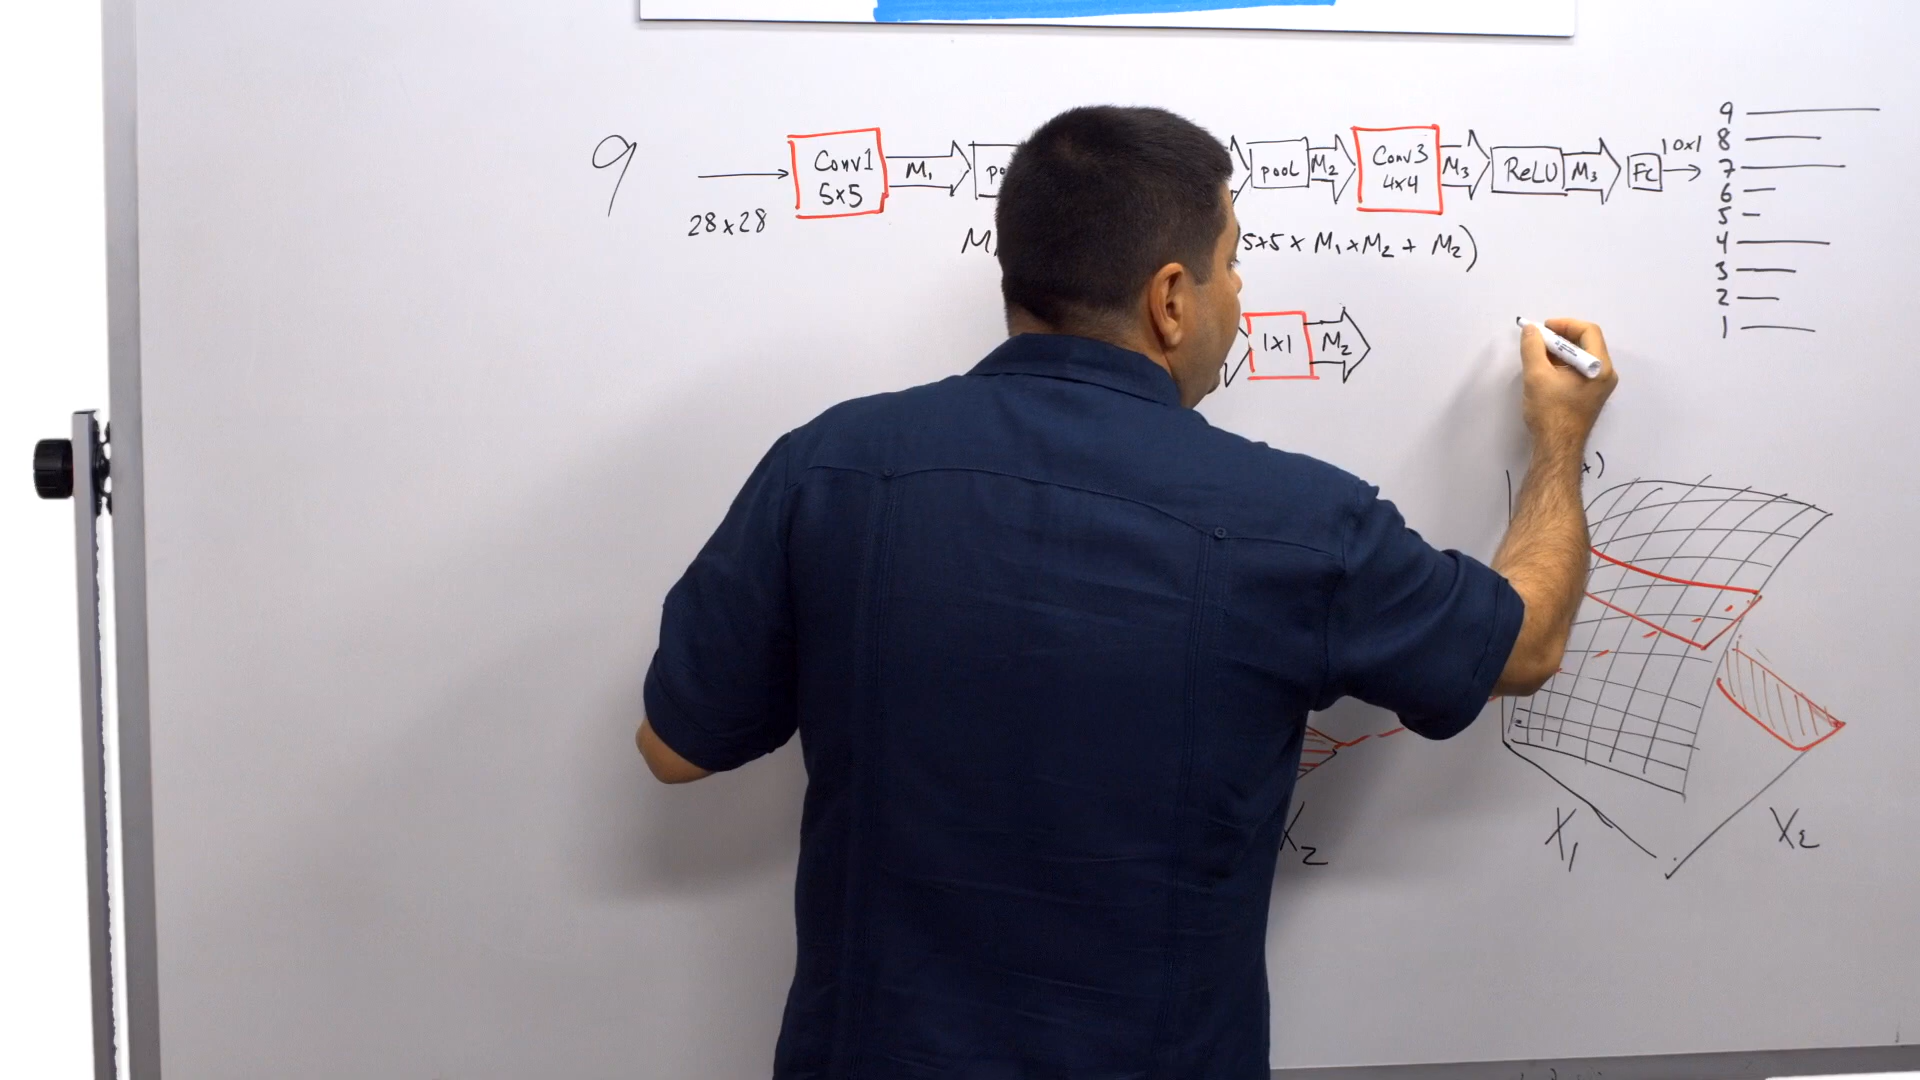 9
28x28
Conv1
5x5
M1
pool
M2
Conv3
4x4
M3
ReLU
M3
Fc
10x1
9
8
7
6
5
4
3
2
1
5x5 x M1 x M2 + M2)
1x1
M2
x)
X2
X1
X2